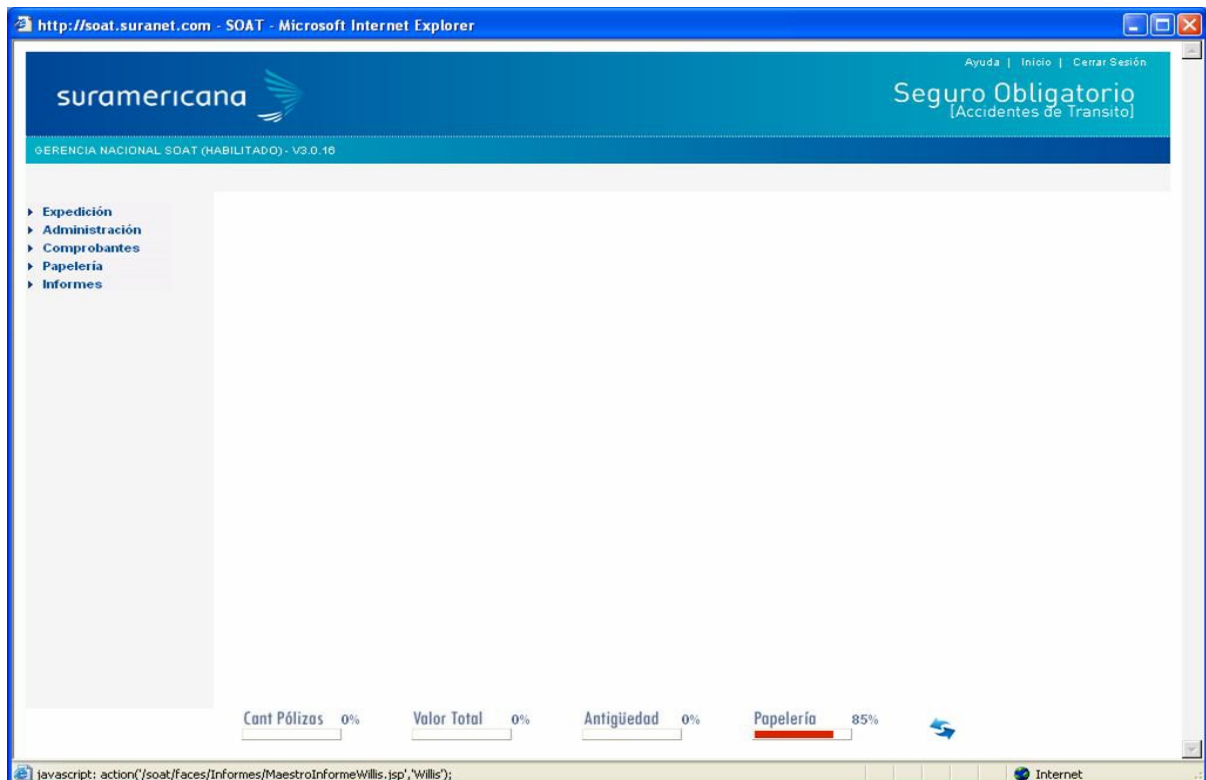 http://soat.suranet.com - SOAT - Microsoft Internet Explorer
Ayuda | Inicio | Cerrar Sesión
suramericana
Seguro Obligatorio
[Accidentes de Transito]
GERENCIA NACIONAL SOAT (HABILITADO)- V3.0.16
Expedición
Administración
Comprobantes
Papelería
Informes
Cant Pólizas 0% Valor Total 0% Antigüedad 0% Papelería 85%
javascript: action('/soat/faces/Informes/MaestroInformeWillis.jsp','Willis'); Internet